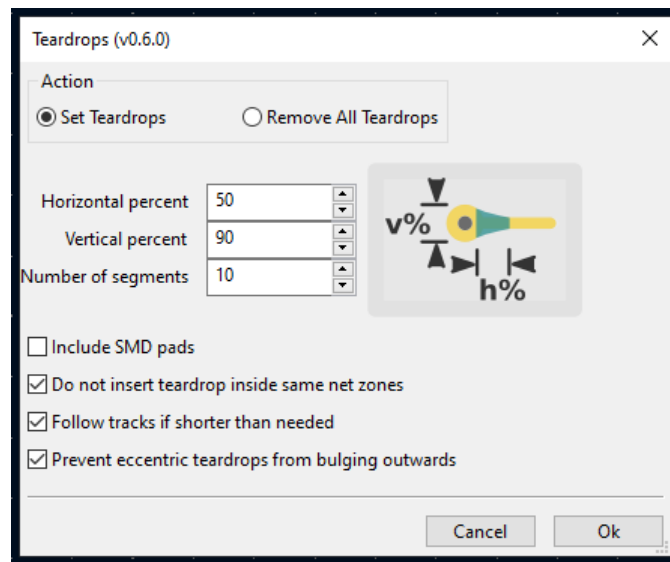 Teardrops (v0.6.0)
Action
Set Teardrops
Remove All Teardrops
Horizontal percent 50
Vertical percent 90
Number of segments 10
v%
h%
Include SMD pads
Do not insert teardrop inside same net zones
Follow tracks if shorter than needed
Prevent eccentric teardrops from bulging outwards
Cancel
Ok